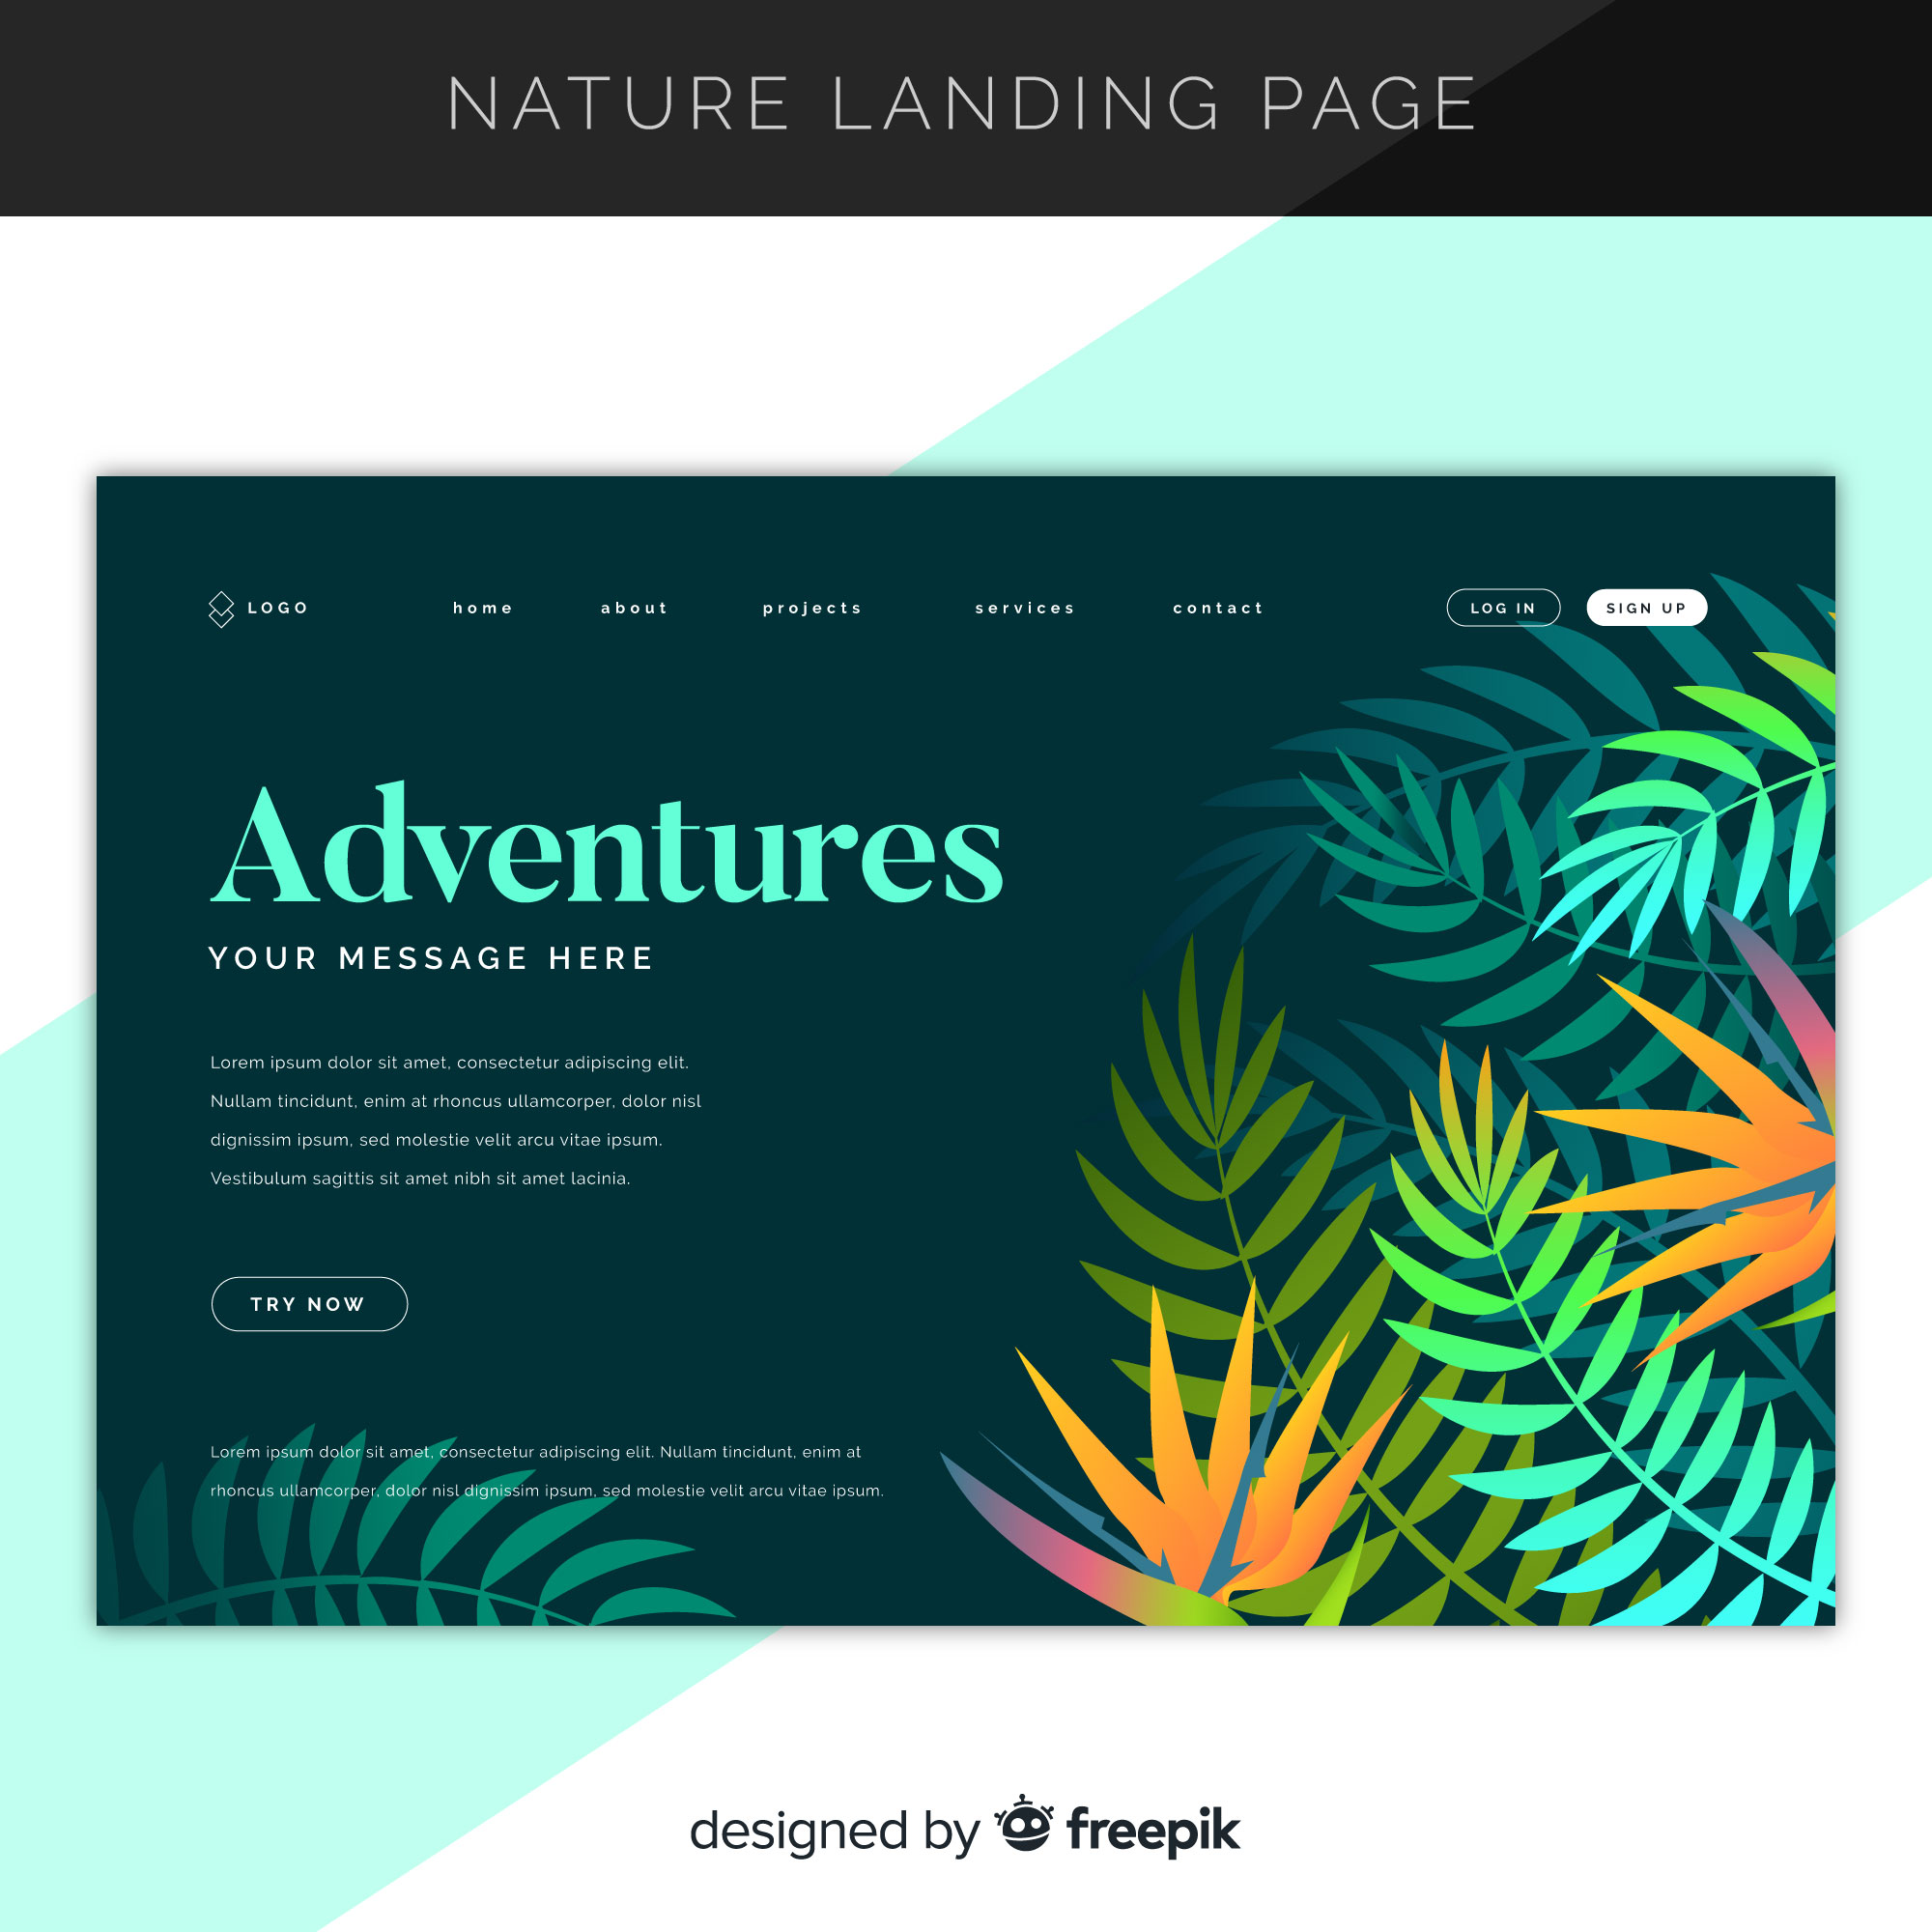 NATURE LANDING PAGE
LOGO home about projects services contact LOG IN SIGN UP
Adventures
YOUR MESSAGE HERE
Lorem ipsum dolor sit amet, consectetur adipiscing elit.
Nullam tincidunt, enim at rhoncus ullamcorper, dolor nisl
dignissim ipsum, sed molestie velit arcu vitae ipsum.
Vestibulum sagittis sit amet nibh sit amet lacinia.
TRY NOW
Lorem ipsum dolor sit amet, consectetur adipiscing elit. Nullam tincidunt, enim at
rhoncus ullamcorper, dolor nisl dignissim ipsum, sed molestie velit arcu vitae ipsum.
designed by freepik